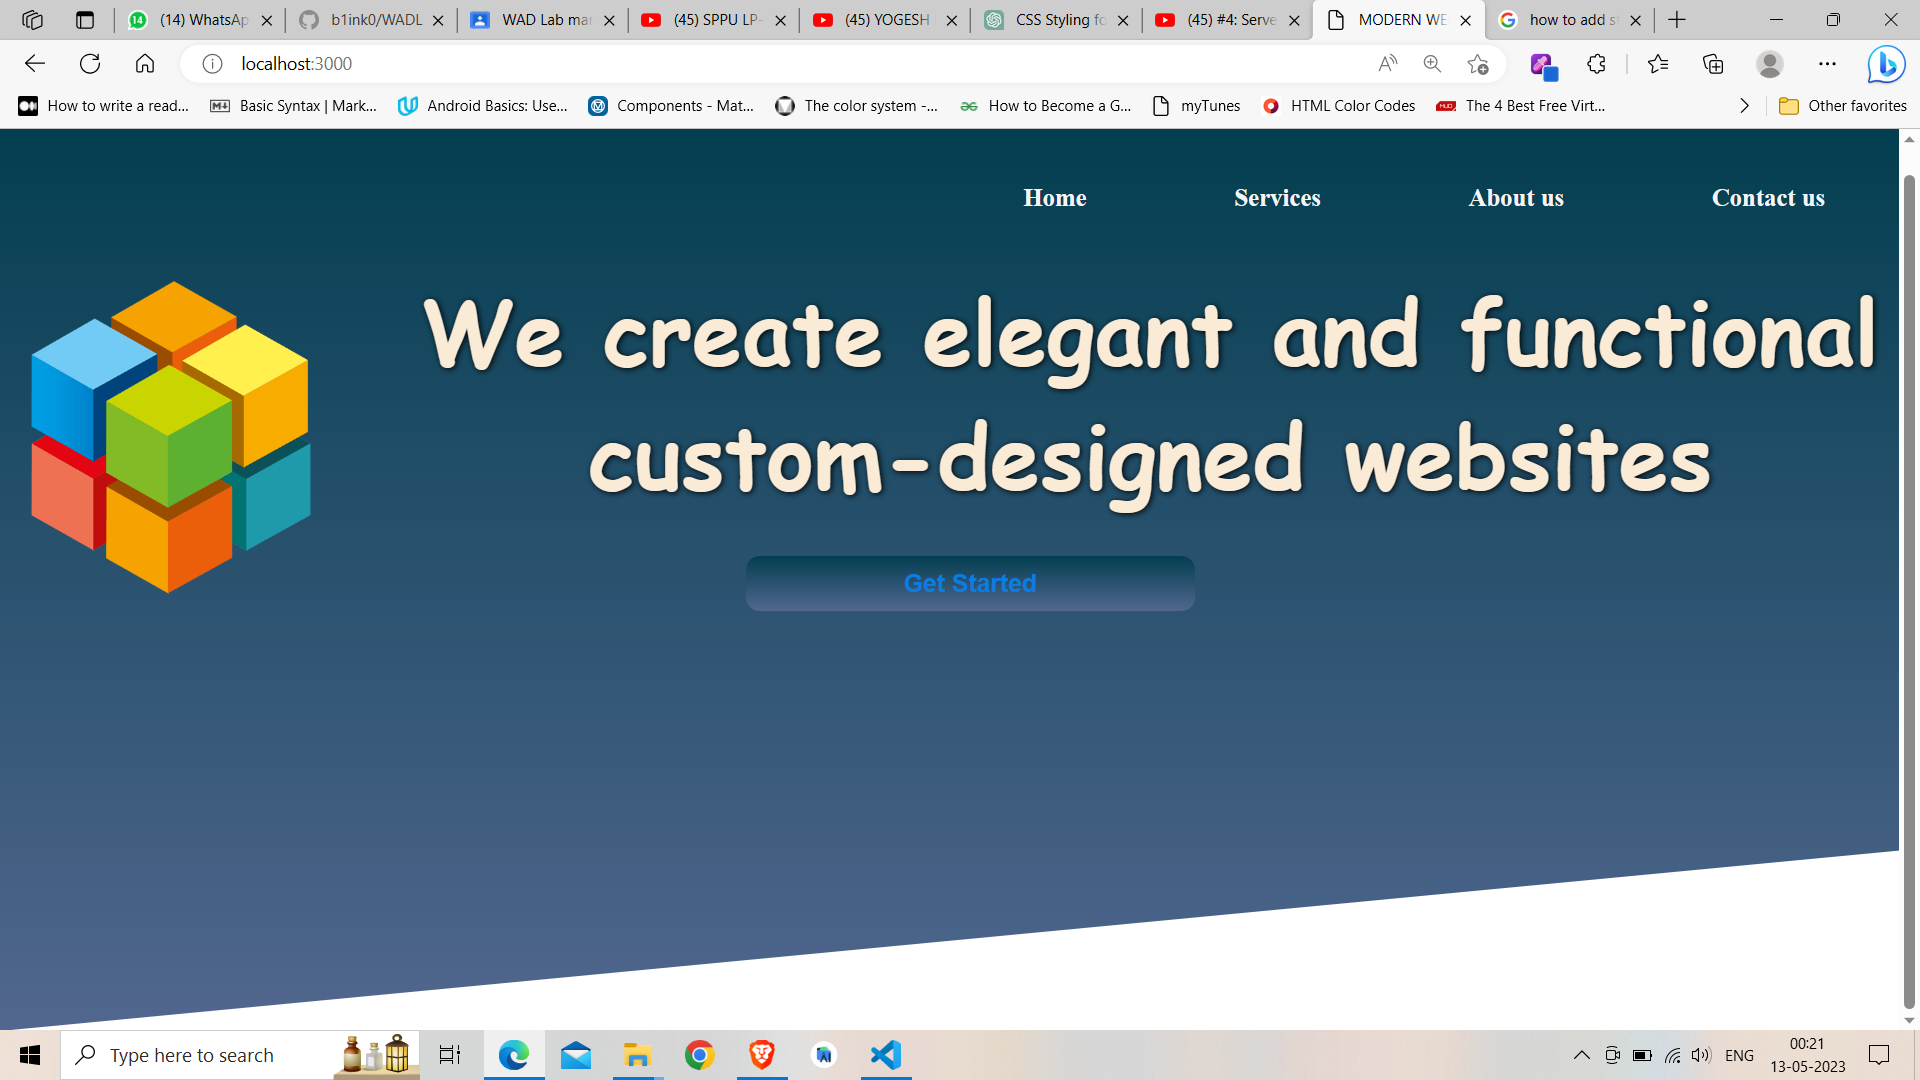 (14) WhatsAp
b1ink0/WADL
WAD Lab mar
(45) SPPU LP-
(45) YOGESH
CSS Styling fo
(45) #4: Serve
MODERN WE
how to add s
localhost:3000
How to write a read...
Basic Syntax | Mark...
Android Basics: Use...
Components - Mat...
The color system -...
How to Become a G...
myTunes
HTML Color Codes
The 4 Best Free Virt...
Other favorites
Home
Services
About us
Contact us
We create elegant and functional
custom-designed websites
Get Started
Type here to search
ENG
00:21
13-05-2023